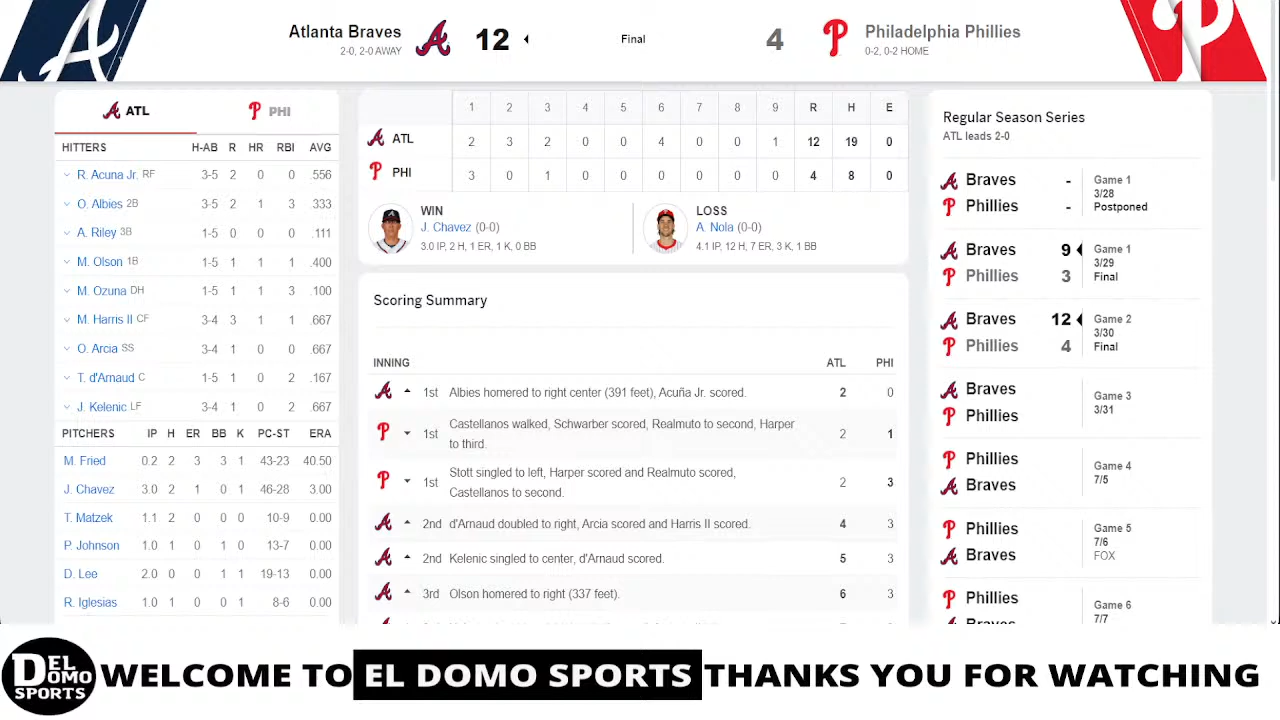 Atlanta Braves
2-0, 2-0 AWAY
12
Final
4
Philadelphia Phillies
0-2, 0-2 HOME
ATL PHI
HITTERS H-AB R HR RBI AVG
R. Acuna Jr. RF 3-5 2 0 0 .556
O. Albies 2B 3-5 2 1 3 .333
A. Riley 3B 1-5 0 0 0 .111
M. Olson 1B 1-5 1 1 1 .400
M. Ozuna DH 1-5 1 1 3 .100
M. Harris II CF 3-4 3 1 1 .667
O. Arcia SS 3-4 1 0 0 .667
T. d'Arnaud C 1-5 1 0 2 .167
J. Kelenic LF 3-4 1 0 2 .667
PITCHERS IP H ER BB K PC-ST ERA
M. Fried 0.2 2 3 3 1 43-23 40.50
J. Chavez 3.0 2 1 0 1 46-28 3.00
T. Matzek 1.1 2 0 0 0 10-9 0.00
P. Johnson 1.0 1 0 1 0 13-7 0.00
D. Lee 2.0 0 0 1 1 19-13 0.00
R. Iglesias 1.0 1 0 0 1 8-6 0.00
1 2 3 4 5 6 7 8 9 R H E
ATL 2 3 2 0 0 4 0 0 1 12 19 0
PHI 3 0 1 0 0 0 0 0 0 4 8 0
WIN
J. Chavez (0-0)
3.0 IP, 2 H, 1 ER, 1 K, 0 BB
LOSS
A. Nola (0-0)
4.1 IP, 12 H, 7 ER, 3 K, 1 BB
Scoring Summary
INNING ATL PHI
1st Albies homered to right center (391 feet), Acuña Jr. scored. 2 0
1st Castellanos walked, Schwarber scored, Realmuto to second, Harper
to third. 2 1
1st Stott singled to left, Harper scored and Realmuto scored,
Castellanos to second. 2 3
2nd d'Arnaud doubled to right, Arcia scored and Harris II scored. 4 3
2nd Kelenic singled to center, d'Arnaud scored. 5 3
3rd Olson homered to right (337 feet). 6 3
Regular Season Series
ATL leads 2-0
Braves - Game 1
3/28
Phillies - Postponed
Braves 9 Game 1
3/29
Phillies 3 Final
Braves 12 Game 2
3/30
Phillies 4 Final
Braves Game 3
Phillies 3/31
Phillies Game 4
Braves 7/5
Phillies Game 5
7/6
Braves FOX
Phillies Game 6
7/7
Braves
DEL DOMO SPORTS
WELCOME TO EL DOMO SPORTS THANKS YOU FOR WATCHING